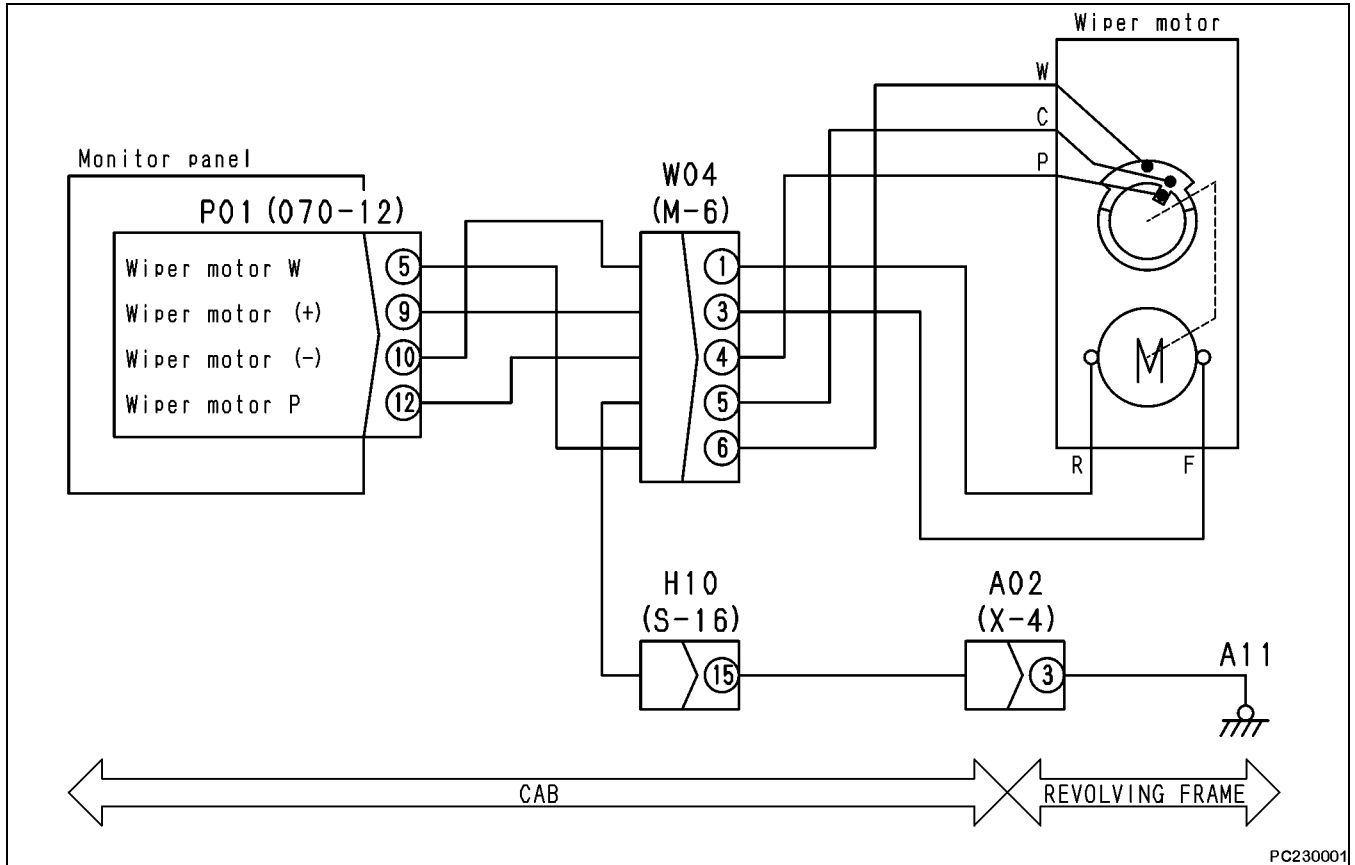 Wiper motor
W
C
P
Monitor panel
P01 (070-12)
W04
(M-6)
Wiper motor W
5
1
Wiper motor (+)
9
3
Wiper motor (-)
10
4
Wiper motor P
12
5
6
M
R
F
H10
(S-16)
15
A02
(X-4)
3
A11
CAB
REVOLVING FRAME
PC230001